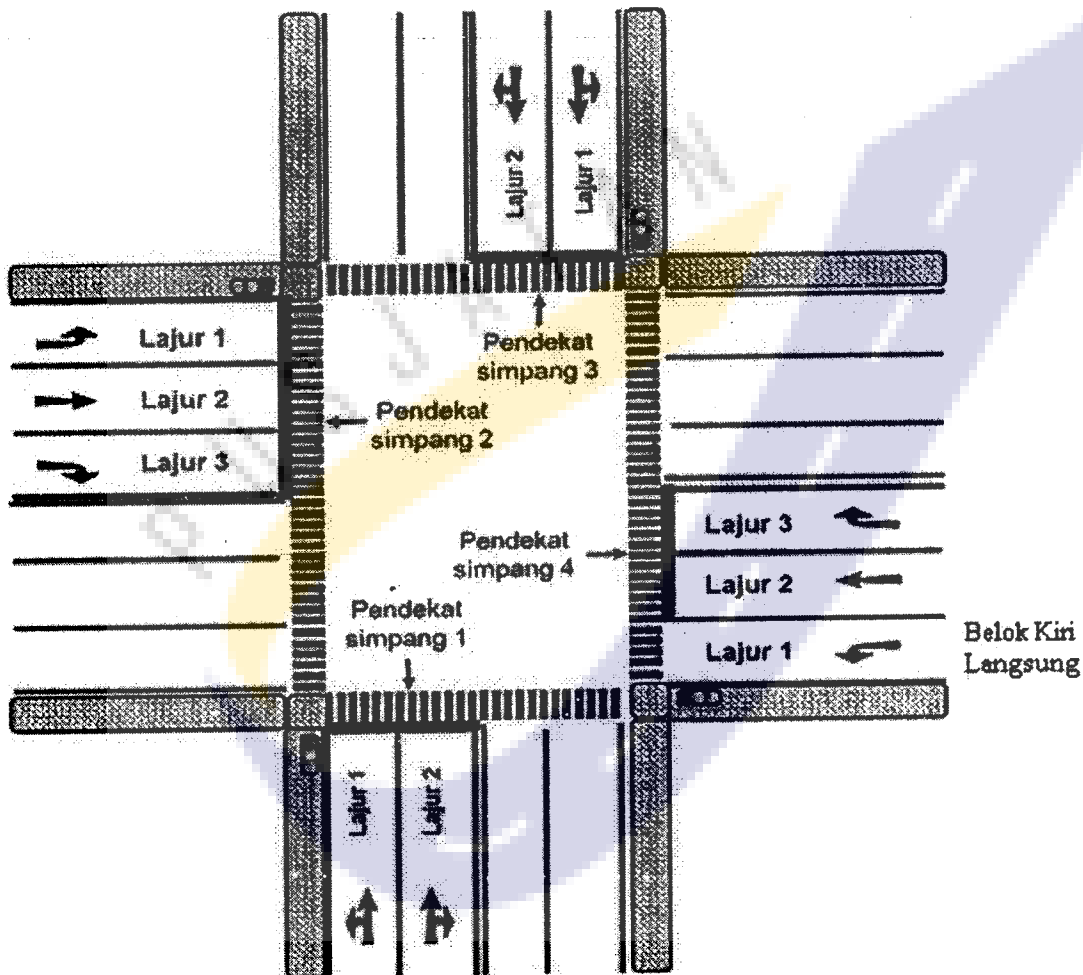 Lajur 2
Lajur 1
Lajur 1
Lajur 2
Lajur 3
Pendekat
simpang 3
Pendekat
simpang 2
Pendekat
simpang 4
Lajur 3
Lajur 2
Lajur 1
Belok Kiri
Langsung
Pendekat
simpang 1
Lajur 1
Lajur 2